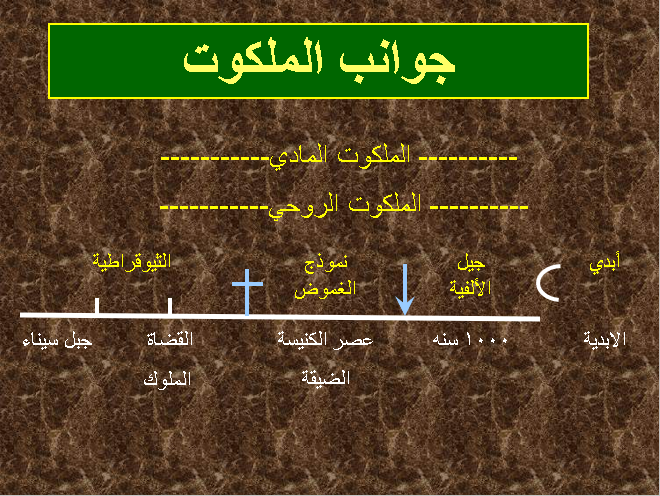 جوانب الملكوت
---------- الملكوت المادي-----------
---------- الملكوت الروحي-----------
أبدي
جيل
الألفية
نموذج
الغموض
الثيوقراطية
الابدية
١٠٠٠ سنه
عصر الكنيسة
الضيقة
القضاة
الملوك
جبل سيناء